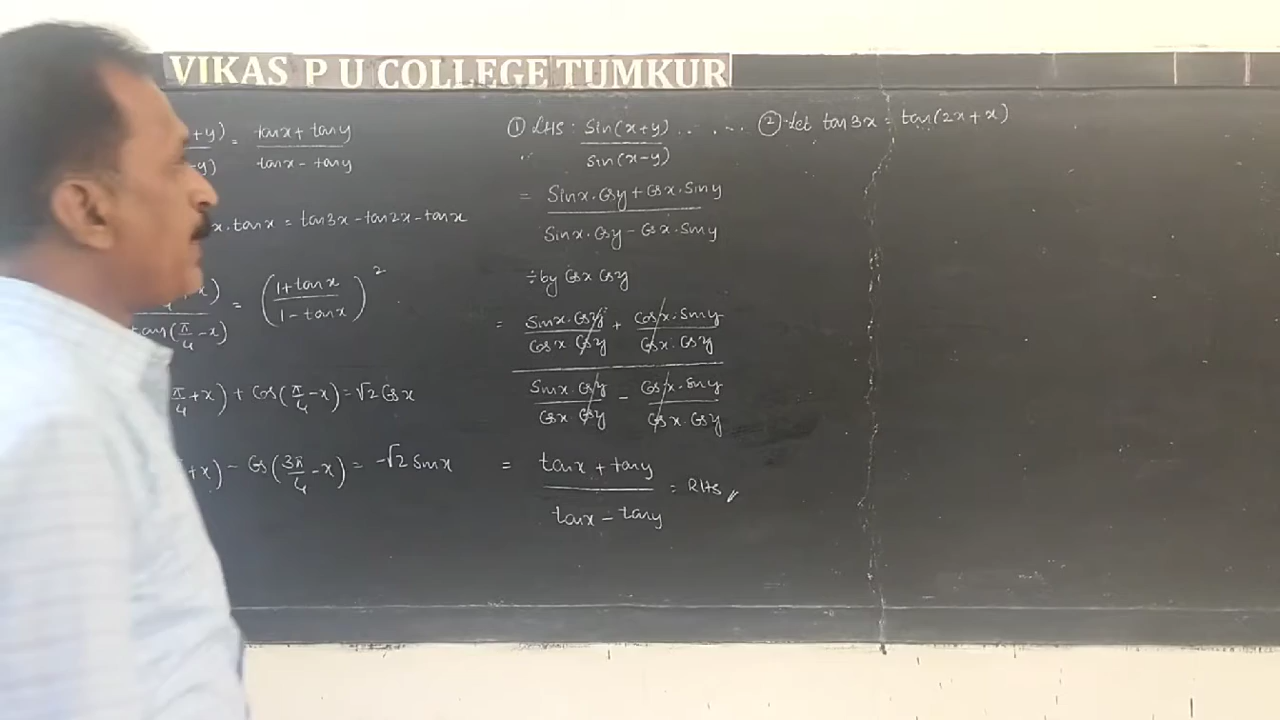 VIKAS P U COLLEGE TUMKUR
+y) / -y) = tanx + tany / tanx - tany
x.tanx = tan3x - tan2x - tanx
+ x) / tan(π/4 - x) = (1 + tanx / 1 - tanx)²
π/4 + x) + Cos(π/4 - x) = √2 Cosx
+ x) - Cos(3π/4 - x) = -√2 Sinx
① LHS: Sin(x+y) / sin(x-y) .. ...
= Sinx.Cosy + Cosx.Siny / Sinx.Cosy - Cosx.Siny
÷by Cosx Cosy
= Sinx.Cosy / Cosx Cosy + Cosx.Siny / Cosx.Cosy
Sinx.Cosy / Cosx Cosy - Cosx.Siny / Cosx.Cosy
= tanx + tany / tanx - tany = RHS
② Let tan3x = tan(2x + x)